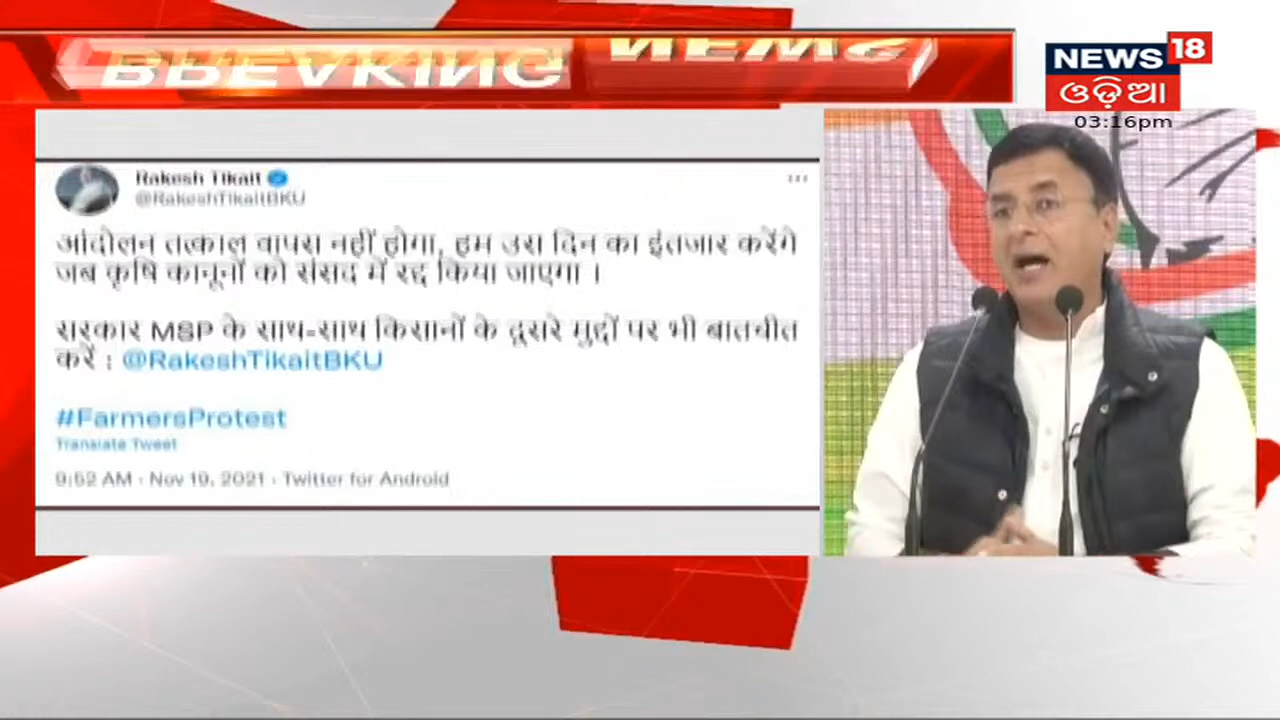 BREAKING NEWS
NEWS 18
ଓଡ଼ିଆ
03:16pm
Rakesh Tikait
@RakeshTikaitBKU
आंदोलन तत्काल वापस नहीं होगा, हम उस दिन का इंतजार करेंगे
जब कृषि कानूनों को संसद में रद्द किया जाएगा ।
सरकार MSP के साथ-साथ किसानों के दूसरे मुद्दों पर भी बातचीत
करें : @RakeshTikaitBKU
#FarmersProtest
Translate Tweet
9:52 AM · Nov 19, 2021 · Twitter for Android